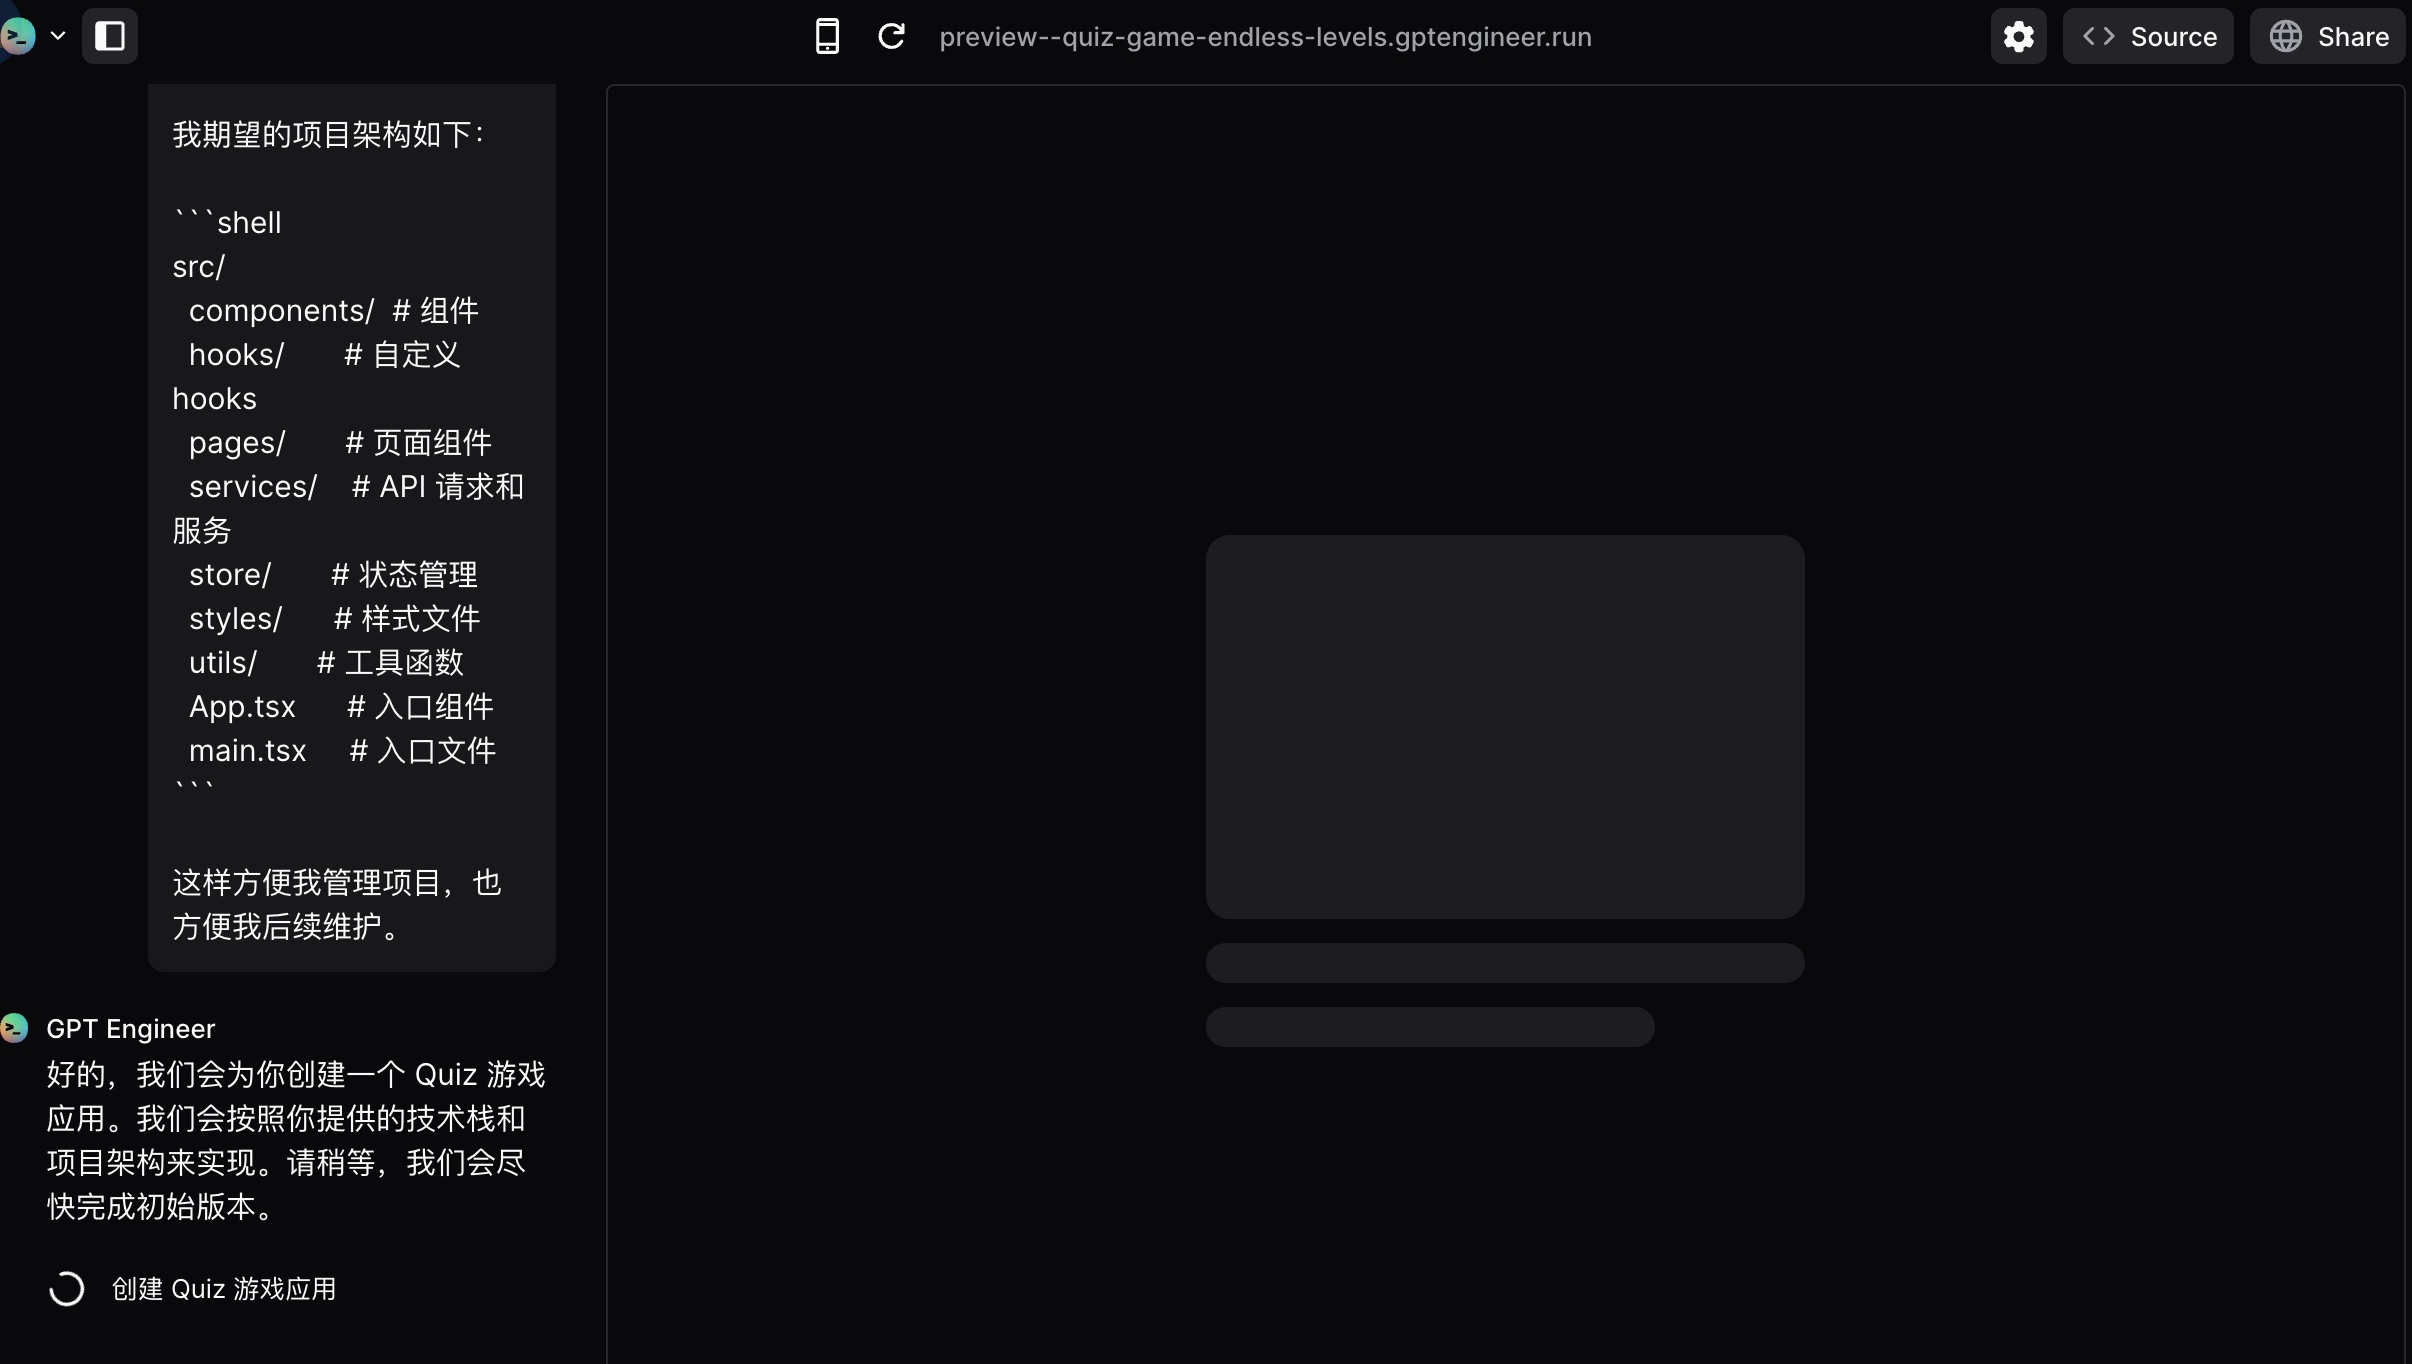 preview--quiz-game-endless-levels.gptengineer.run
Source
Share
我期望的项目架构如下：
```shell
src/
components/ # 组件
hooks/ # 自定义
hooks
pages/ # 页面组件
services/ # API 请求和
服务
store/ # 状态管理
styles/ # 样式文件
utils/ # 工具函数
App.tsx # 入口组件
main.tsx # 入口文件
```
这样方便我管理项目，也
方便我后续维护。
GPT Engineer
好的，我们会为你创建一个 Quiz 游戏
应用。我们会按照你提供的技术栈和
项目架构来实现。请稍等，我们会尽
快完成初始版本。
创建 Quiz 游戏应用